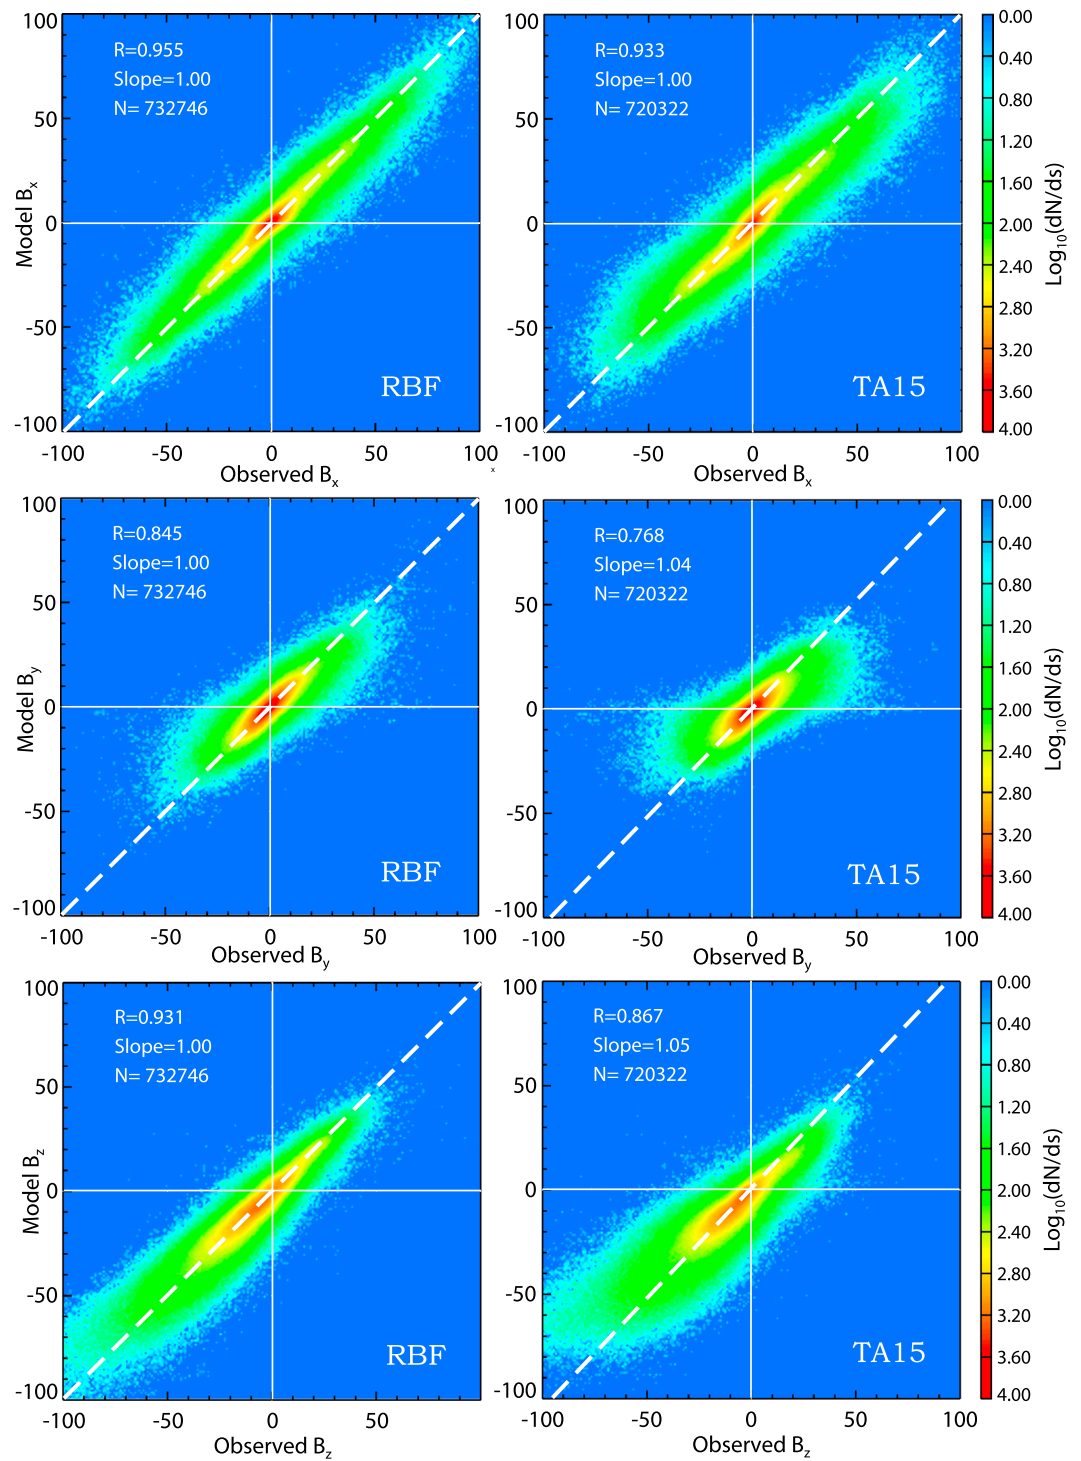 100
50
0
-50
-100
Model Bx
R=0.955
Slope=1.00
N= 732746
RBF
-100 -50 0 50 100
Observed Bx
x
100
50
0
-50
-100
R=0.933
Slope=1.00
N= 720322
TA15
-100 -50 0 50 100
Observed Bx
0.00
0.40
0.80
1.20
1.60
2.00
2.40
2.80
3.20
3.60
4.00
Log10(dN/ds)
100
50
0
-50
-100
Model By
R=0.845
Slope=1.00
N= 732746
RBF
-100 -50 0 50 100
Observed By
100
50
0
-50
-100
R=0.768
Slope=1.04
N= 720322
TA15
-100 -50 0 50 100
Observed By
0.00
0.40
0.80
1.20
1.60
2.00
2.40
2.80
3.20
3.60
4.00
Log10(dN/ds)
100
50
0
-50
-100
Model Bz
R=0.931
Slope=1.00
N= 732746
RBF
-100 -50 0 50
Observed Bz
100
50
0
-50
-100
R=0.867
Slope=1.05
N= 720322
TA15
-100 -50 0 50 100
Observed Bz
0.00
0.40
0.80
1.20
1.60
2.00
2.40
2.80
3.20
3.60
4.00
Log10(dN/ds)